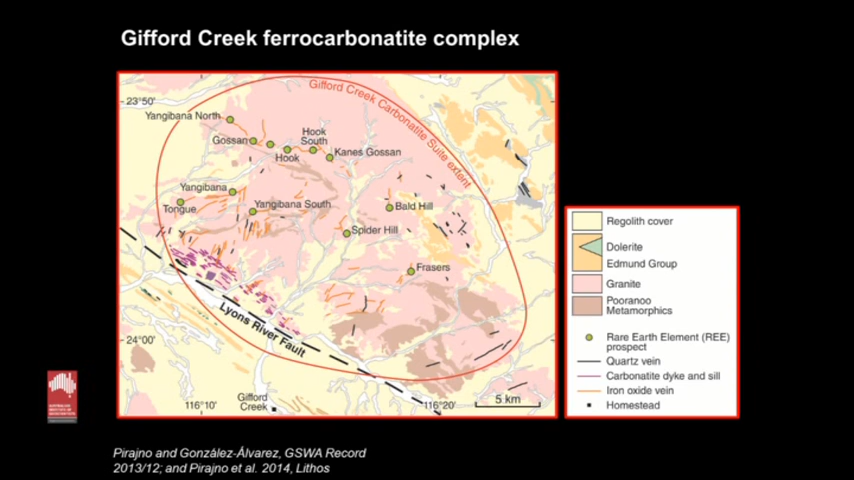 Gifford Creek ferrocarbonatite complex
Gifford Creek Carbonatite Suite extent
23°50'
Yangibana North
Gossan
Hook
South
Hook
Kanes Gossan
Yangibana
Tongue
Yangibana South
Bald Hill
Spider Hill
Frasers
Lyons River Fault
24°00'
Gifford
Creek
116°10'
116°20'
5 km
Regolith cover
Dolerite
Edmund Group
Granite
Pooranoo
Metamorphics
Rare Earth Element (REE)
prospect
Quartz vein
Carbonatite dyke and sill
Iron oxide vein
Homestead
Pirajno and González-Álvarez, GSWA Record
2013/12; and Pirajno et al. 2014, Lithos